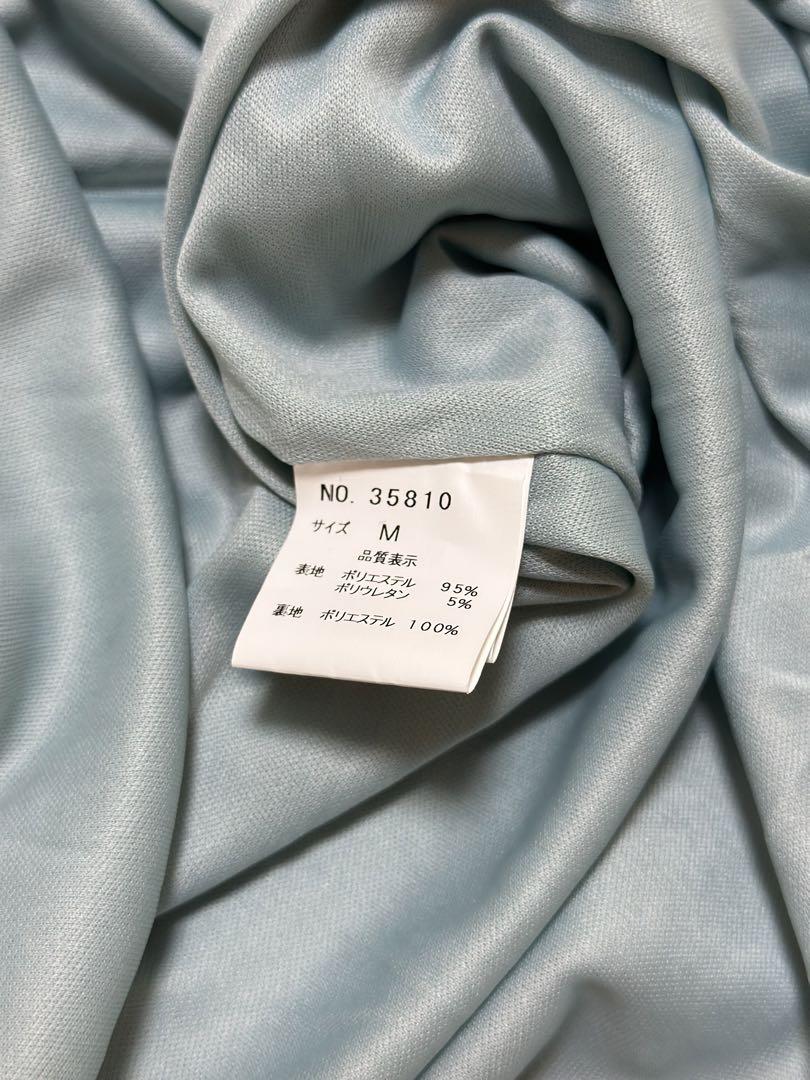 NO. 35810
サイズ M
品質表示
表地 ポリエステル 95%
ポリウレタン 5%
裏地 ポリエステル 100%